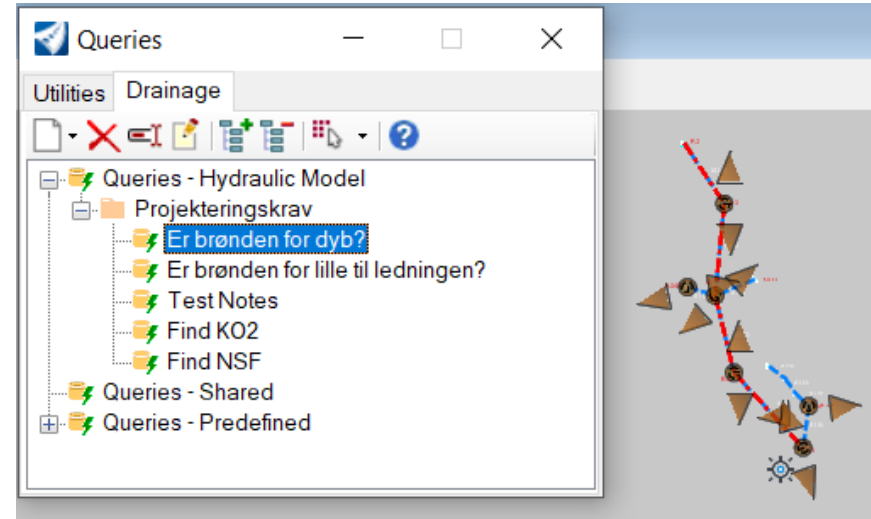 Queries
Utilities Drainage
Queries - Hydraulic Model
Projekteringskrav
Er brønden for dyb?
Er brønden for lille til ledningen?
Test Notes
Find KO2
Find NSF
Queries - Shared
Queries - Predefined